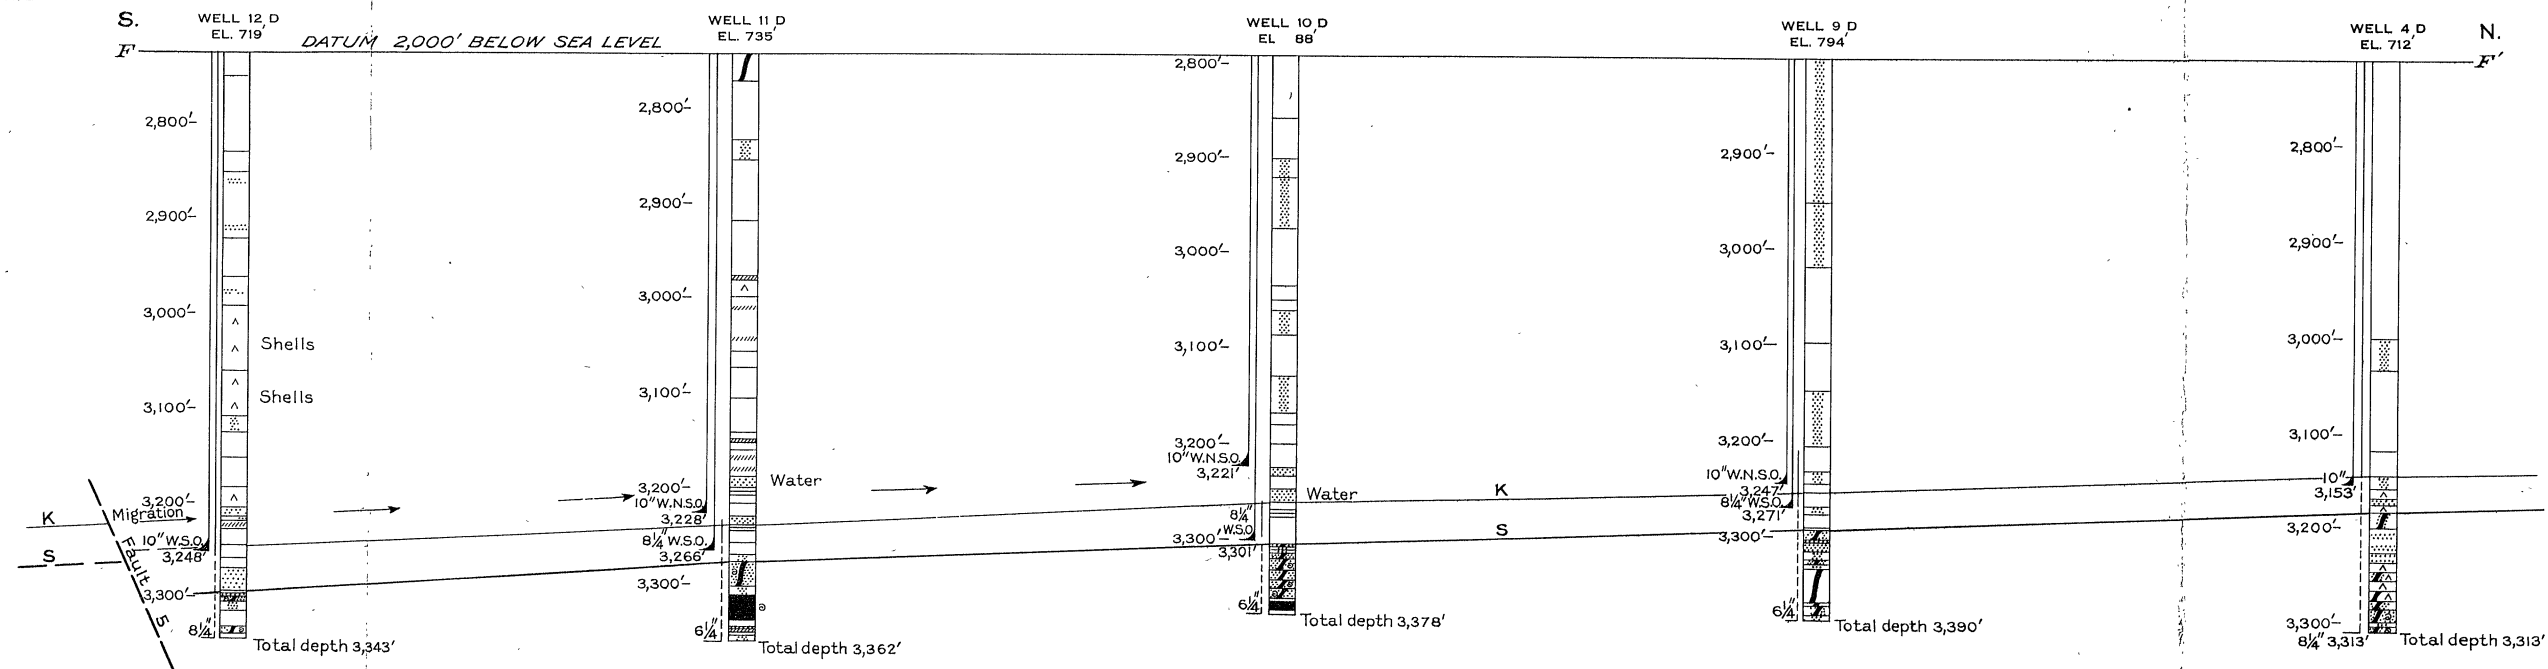 S.
WELL 12 D
EL. 719'
WELL 11 D
EL. 735'
WELL 10 D
EL 88'
WELL 9 D
EL. 794'
WELL 4 D
EL. 712'
N.
F
DATUM 2,000' BELOW SEA LEVEL
F'
2,800'
2,900'
3,000'
Shells
Shells
3,100'
3,200'
K
Migration
10" W.S.O.
3,248'
S
Fault 5
3,300'
8¼"
Total depth 3,343'
2,800'
2,900'
3,000'
3,100'
3,200'
Water
10" W.N.S.O.
3,228'
8¼" W.S.O.
3,266'
3,300'
6¼"
Total depth 3,362'
2,800'
2,900'
3,000'
3,100'
3,200'
10" W.N.S.O.
3,221'
Water
8¼"
W.S.O.
3,300'
3,301'
6¼"
Total depth 3,378'
K
S
2,900'
3,000'
3,100'
3,200'
10" W.N.S.O.
3,247'
8¼" W.S.O.
3,271'
3,300'
6¼"
Total depth 3,390'
2,800'
2,900'
3,000'
3,100'
10"
3,153'
3,200'
3,300'
8¼" 3,313'
Total depth 3,313'